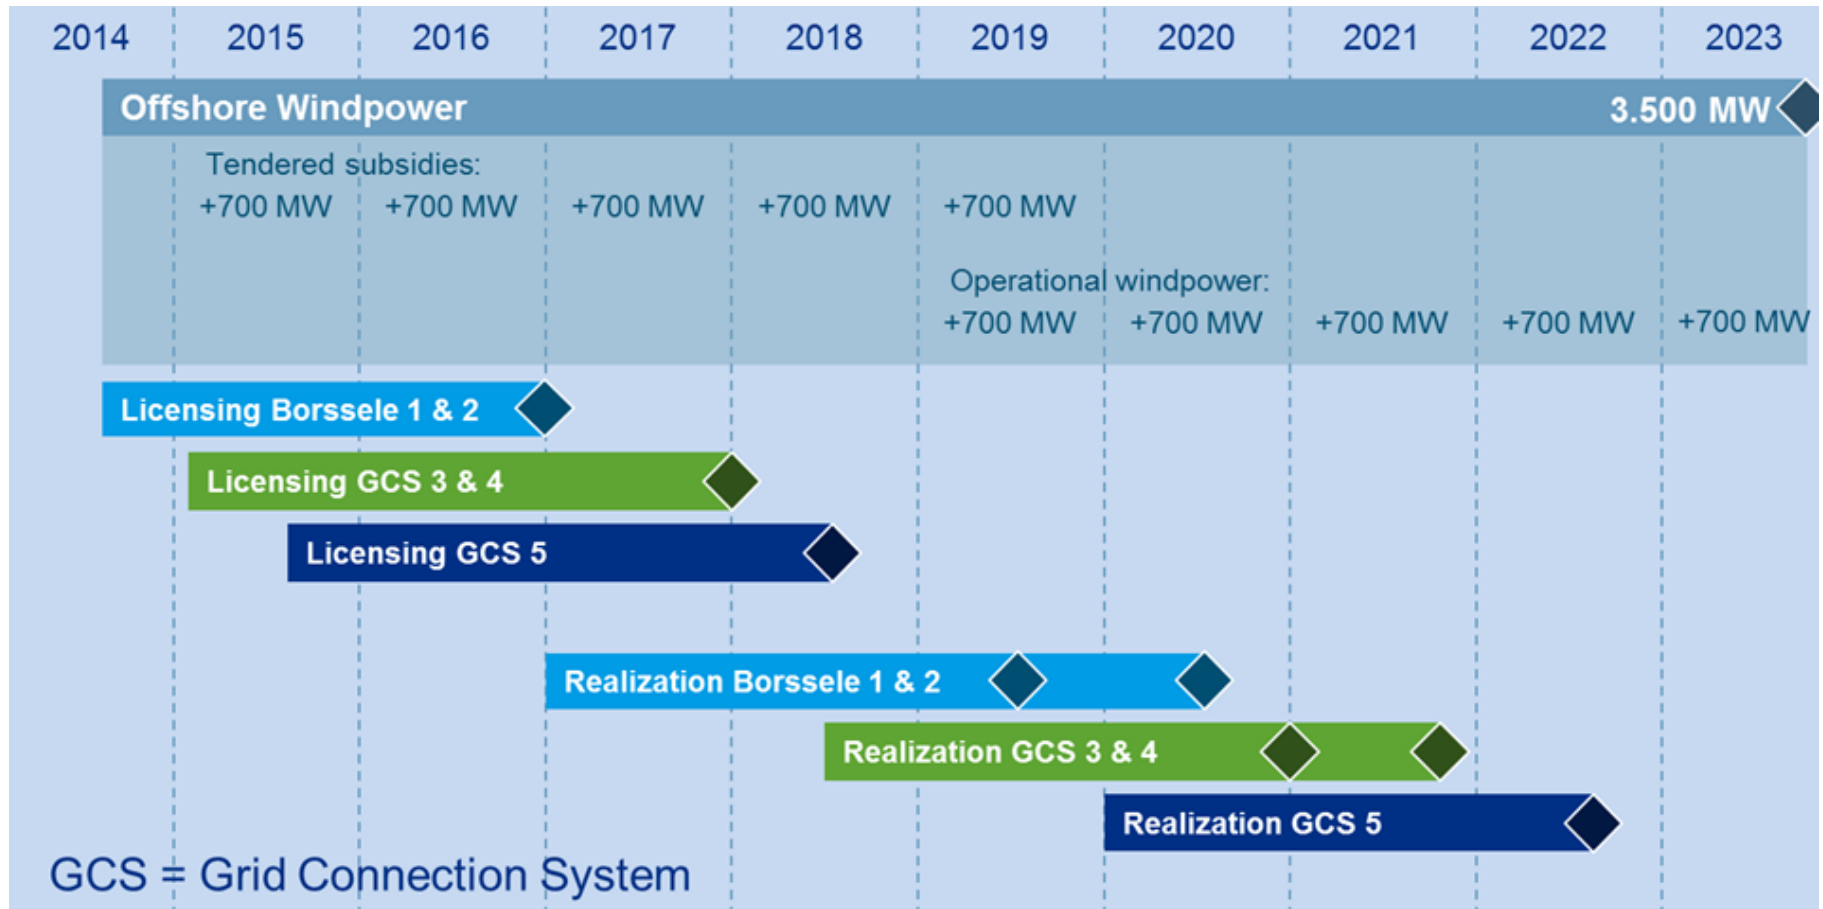 2014 2015 2016 2017 2018 2019 2020 2021 2022 2023
Offshore Windpower 3.500 MW
Tendered subsidies:
+700 MW +700 MW +700 MW +700 MW +700 MW
Operational windpower:
+700 MW +700 MW +700 MW +700 MW +700 MW
Licensing Borssele 1 & 2
Licensing GCS 3 & 4
Licensing GCS 5
Realization Borssele 1 & 2
Realization GCS 3 & 4
Realization GCS 5
GCS = Grid Connection System